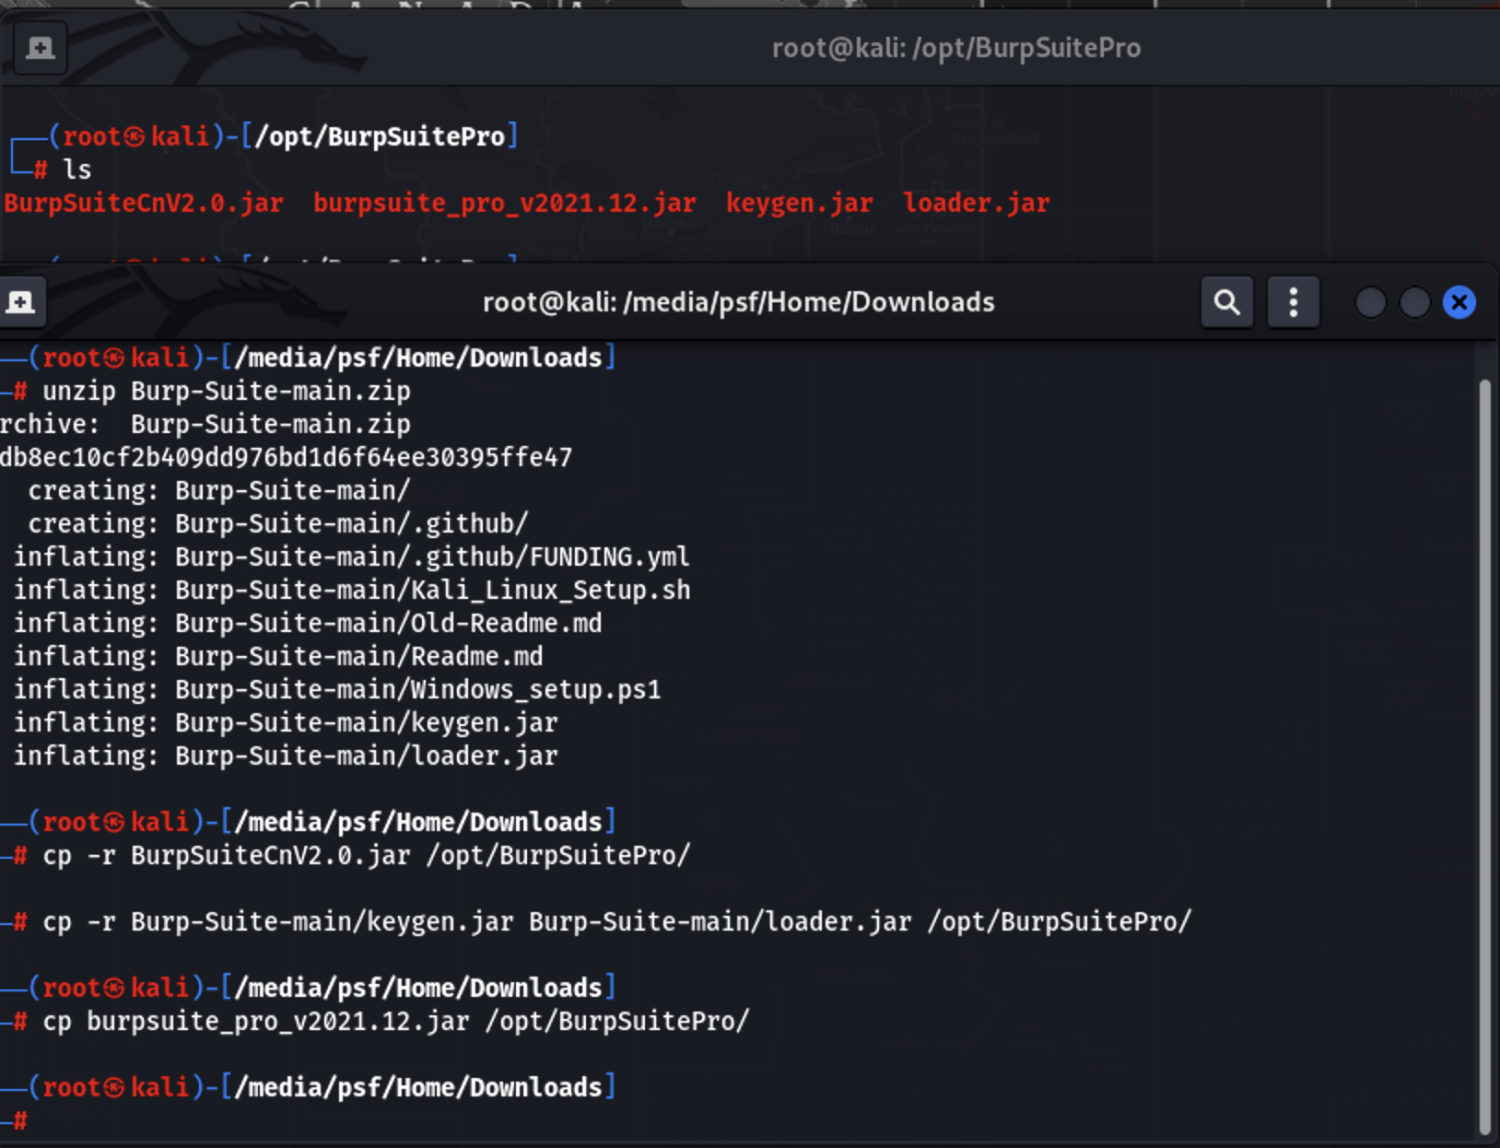 CANADA
root@kali: /opt/BurpSuitePro
(root㉿kali)-[/opt/BurpSuitePro]
# ls
BurpSuiteCnV2.0.jar burpsuite_pro_v2021.12.jar keygen.jar loader.jar
root@kali: /media/psf/Home/Downloads
(root㉿kali)-[/media/psf/Home/Downloads]
# unzip Burp-Suite-main.zip
rchive: Burp-Suite-main.zip
db8ec10cf2b409dd976bd1d6f64ee30395ffe47
creating: Burp-Suite-main/
creating: Burp-Suite-main/.github/
inflating: Burp-Suite-main/.github/FUNDING.yml
inflating: Burp-Suite-main/Kali_Linux_Setup.sh
inflating: Burp-Suite-main/Old-Readme.md
inflating: Burp-Suite-main/Readme.md
inflating: Burp-Suite-main/Windows_setup.ps1
inflating: Burp-Suite-main/keygen.jar
inflating: Burp-Suite-main/loader.jar
(root㉿kali)-[/media/psf/Home/Downloads]
# cp -r BurpSuiteCnV2.0.jar /opt/BurpSuitePro/
# cp -r Burp-Suite-main/keygen.jar Burp-Suite-main/loader.jar /opt/BurpSuitePro/
(root㉿kali)-[/media/psf/Home/Downloads]
# cp burpsuite_pro_v2021.12.jar /opt/BurpSuitePro/
(root㉿kali)-[/media/psf/Home/Downloads]
#